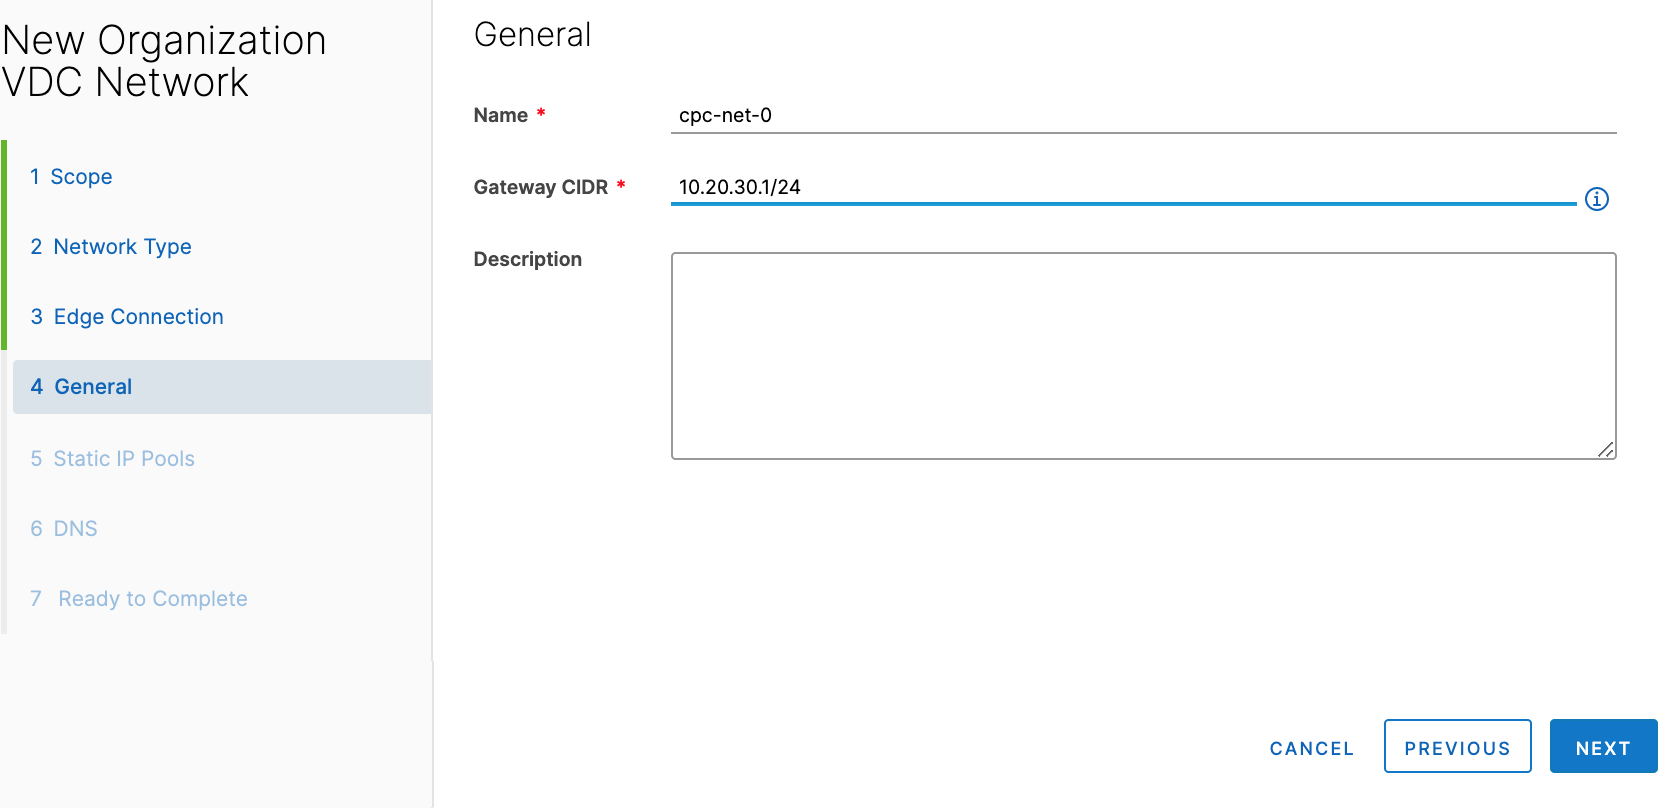 New Organization
VDC Network
1 Scope
2 Network Type
3 Edge Connection
4 General
5 Static IP Pools
6 DNS
7 Ready to Complete
General
Name *
cpc-net-0
Gateway CIDR *
10.20.30.1/24
Description
CANCEL
PREVIOUS
NEXT